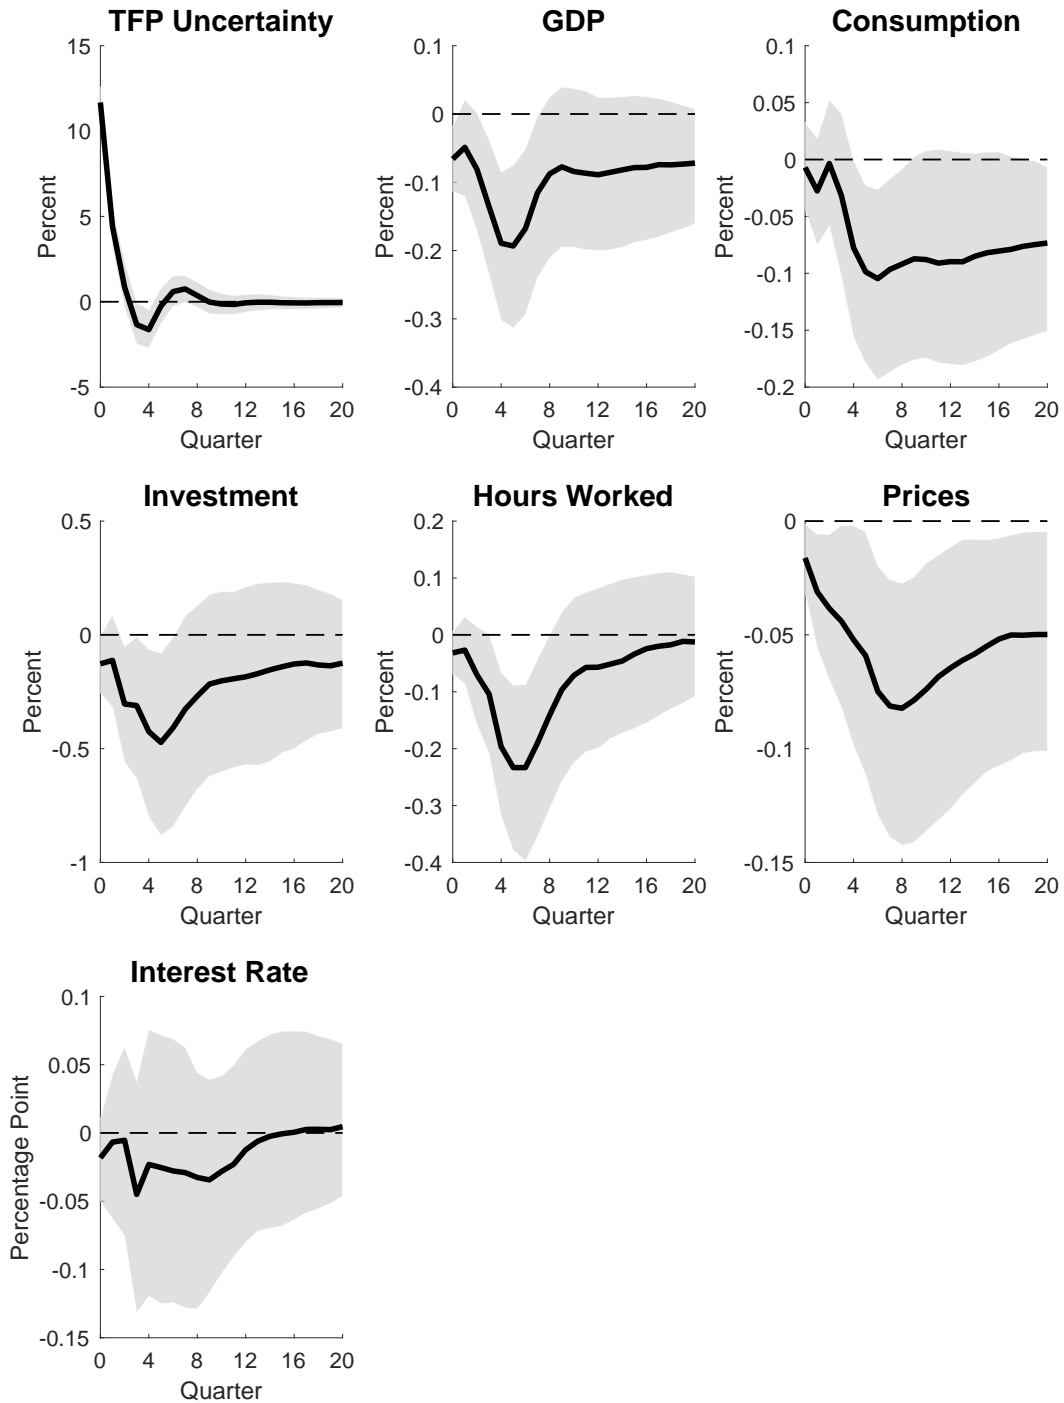 TFP Uncertainty
GDP
Consumption
15
10
5
0
-5
Percent
0 4 8 12 16 20
Quarter
0.1
0
-0.1
-0.2
-0.3
-0.4
Percent
0 4 8 12 16 20
Quarter
0.1
0.05
0
-0.05
-0.1
-0.15
-0.2
Percent
0 4 8 12 16 20
Quarter
Investment
Hours Worked
Prices
0.5
0
-0.5
-1
Percent
0 4 8 12 16 20
Quarter
0.2
0.1
0
-0.1
-0.2
-0.3
-0.4
Percent
0 4 8 12 16 20
Quarter
0
-0.05
-0.1
-0.15
Percent
0 4 8 12 16 20
Quarter
Interest Rate
0.1
0.05
0
-0.05
-0.1
-0.15
Percentage Point
0 4 8 12 16 20
Quarter